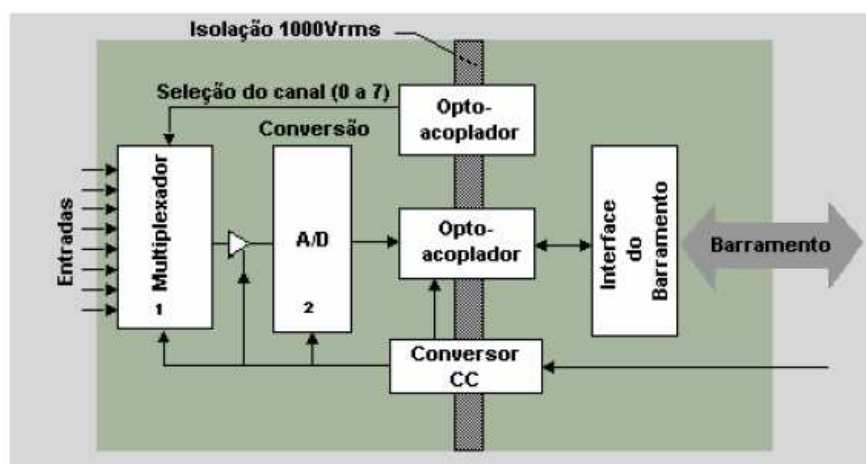 Isolação 1000Vrms
Seleção do canal (0 a 7)
Opto-
acoplador
Conversão
Entradas
Multiplexador
1
A/D
2
Opto-
acoplador
Interface
do
Barramento
Barramento
Conversor
CC